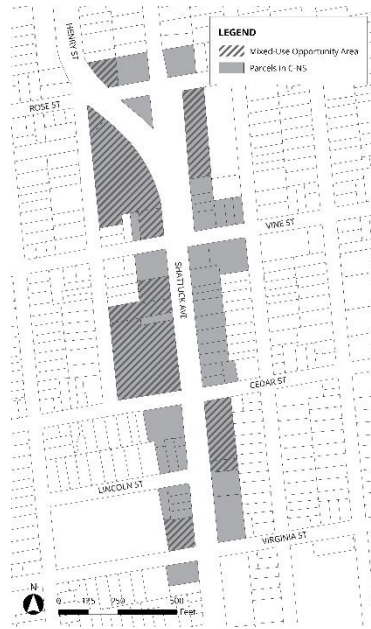 HENRY ST
LEGEND
Mixed-Use Opportunity Area
Parcels in C-NS
ROSE ST
VINE ST
SHATTUCK AVE
CEDAR ST
LINCOLN ST
VIRGINIA ST
N
0 125 250 500
Feet